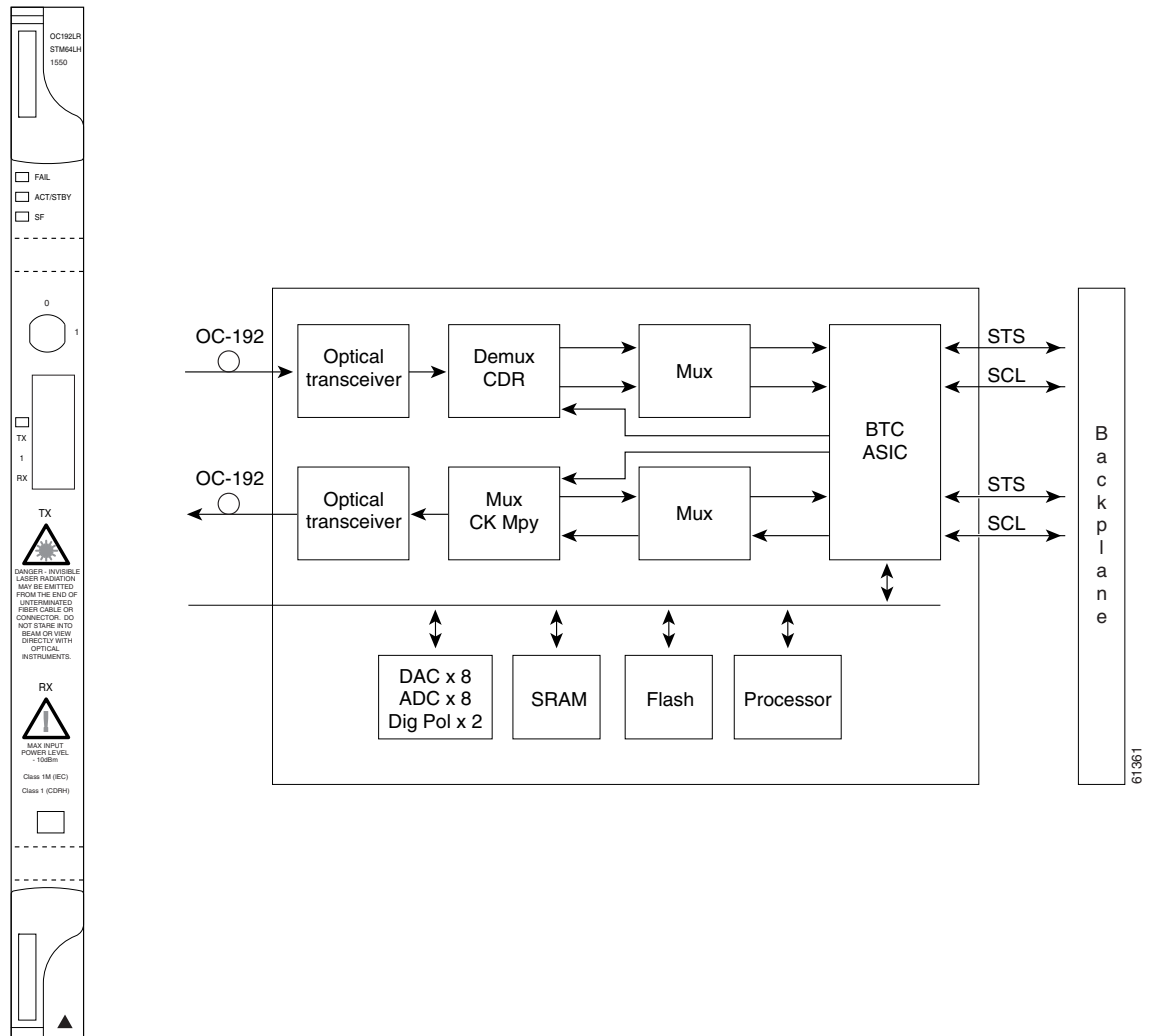 OC192LR
STM64LH
1550
FAIL
ACT/STBY
SF
0
1
TX
1
RX
TX
DANGER - INVISIBLE
LASER RADIATION
MAY BE EMITTED
FROM THE END OF
UNTERMINATED
FIBER CABLE OR
CONNECTOR. DO
NOT STARE INTO
BEAM OR VIEW
DIRECTLY WITH
OPTICAL
INSTRUMENTS.
RX
!
MAX INPUT
POWER LEVEL
- 10dBm
Class 1M (IEC)
Class 1 (CDRH)
OC-192
Optical
transceiver
Demux
CDR
Mux
BTC
ASIC
STS
SCL
OC-192
Optical
transceiver
Mux
CK Mpy
Mux
STS
SCL
DAC x 8
ADC x 8
Dig Pol x 2
SRAM
Flash
Processor
Backplane
61361